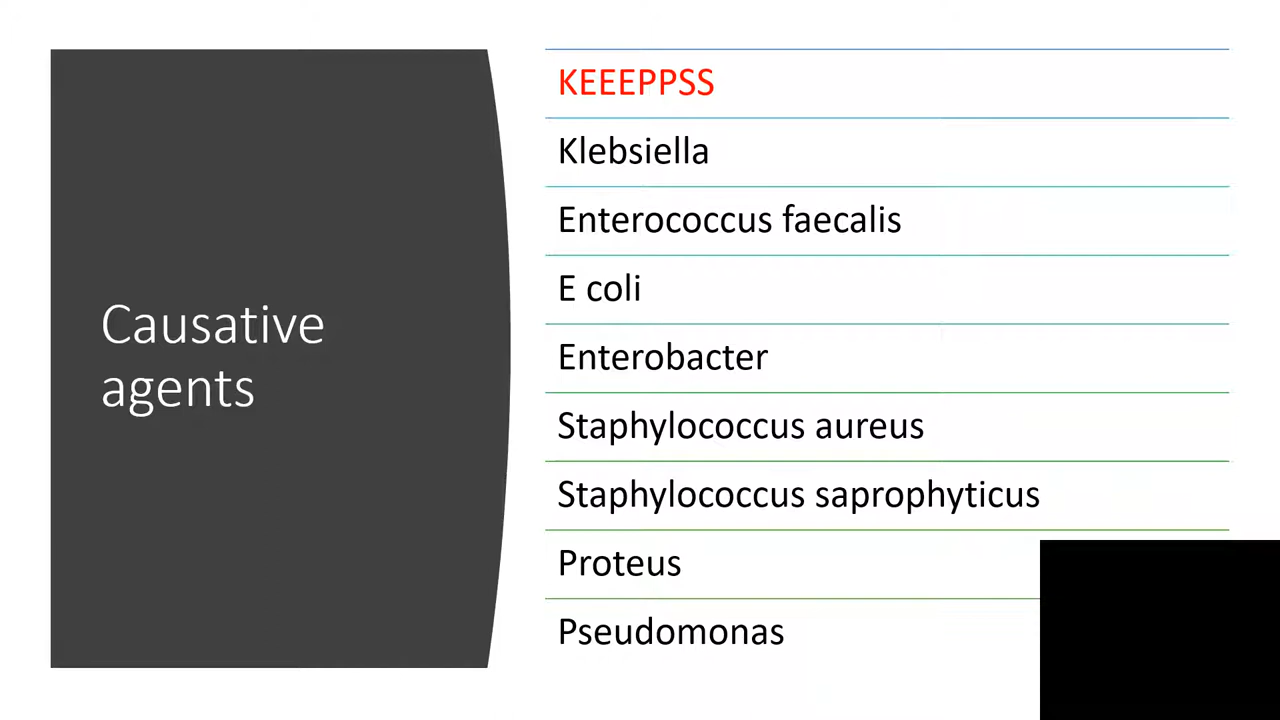 Causative
agents
KEEEPPSS
Klebsiella
Enterococcus faecalis
E coli
Enterobacter
Staphylococcus aureus
Staphylococcus saprophyticus
Proteus
Pseudomonas